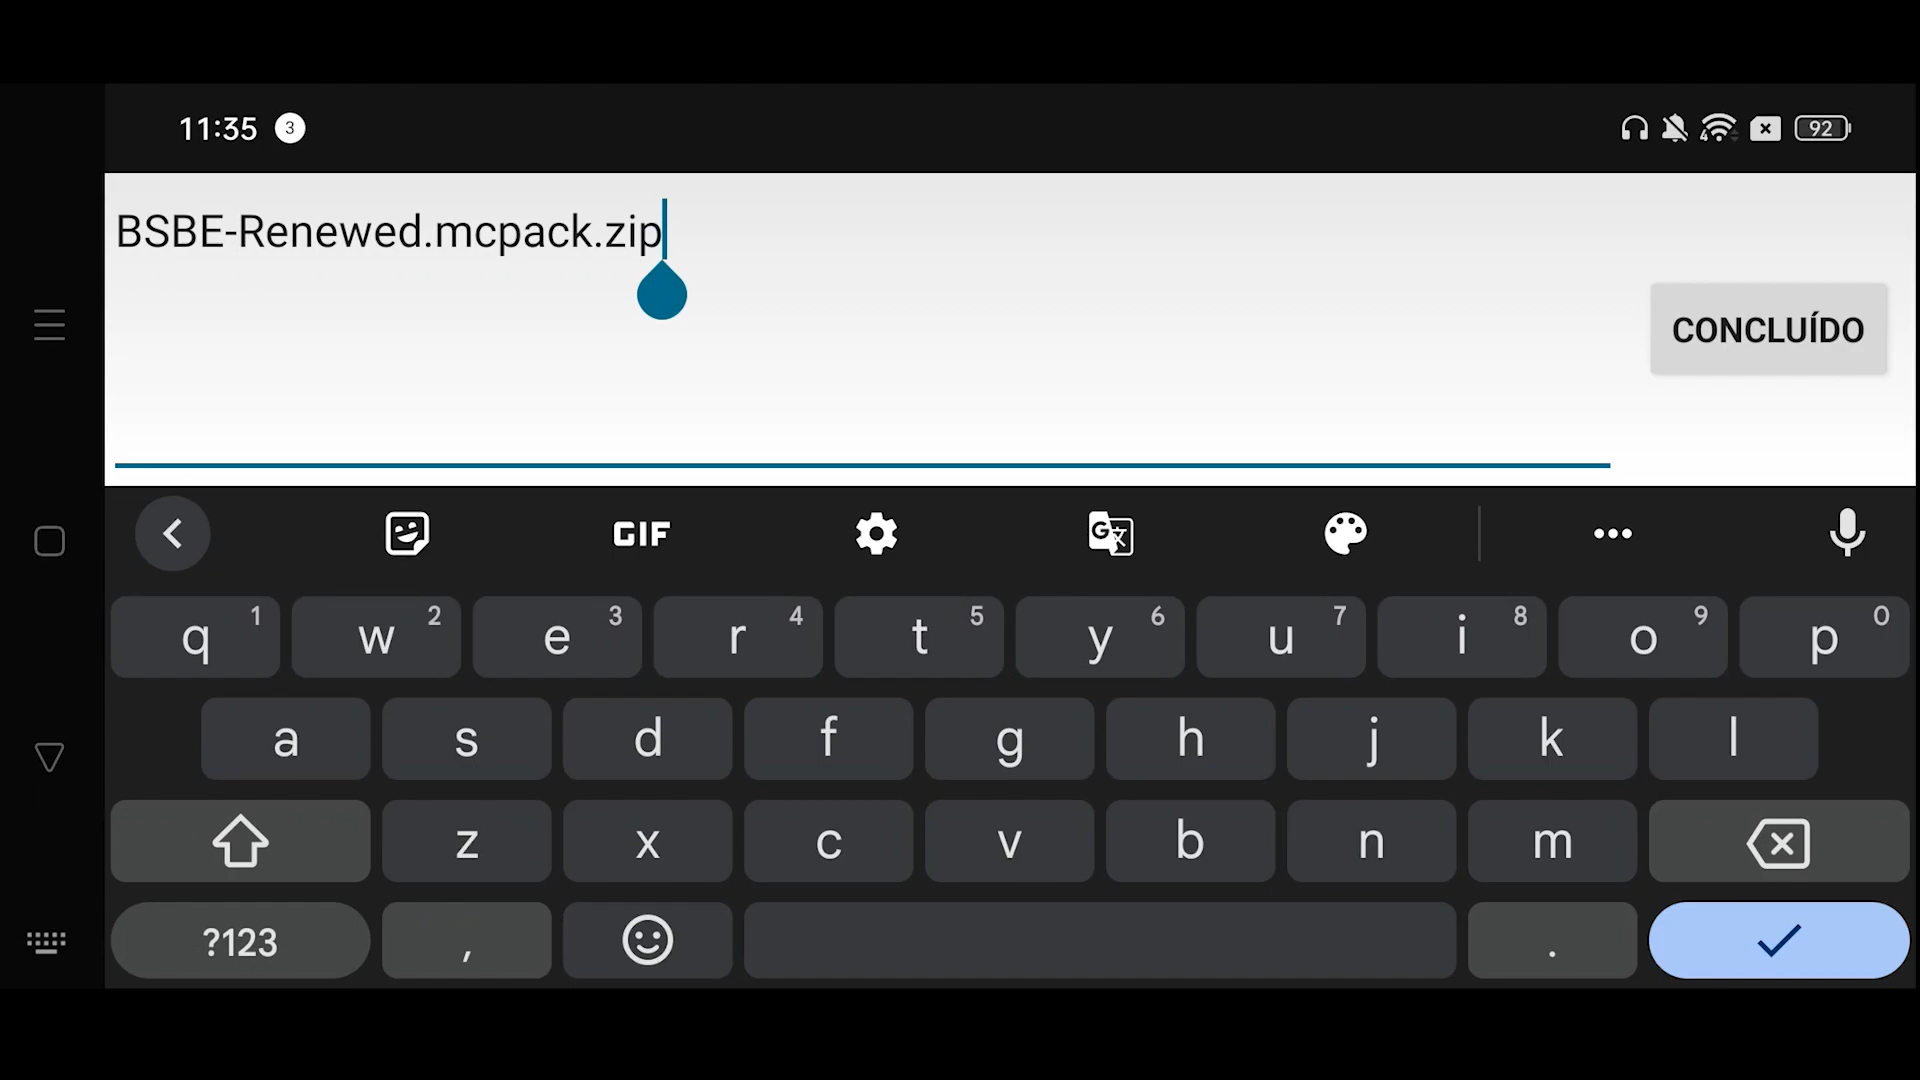 11:35 3 4 92
BSBE-Renewed.mcpack.zip
CONCLUÍDO
GIF G
q 1 w 2 e 3 r 4 t 5 y 6 u 7 i 8 o 9 p 0
a s d f g h j k l
z x c v b n m
?123 , .